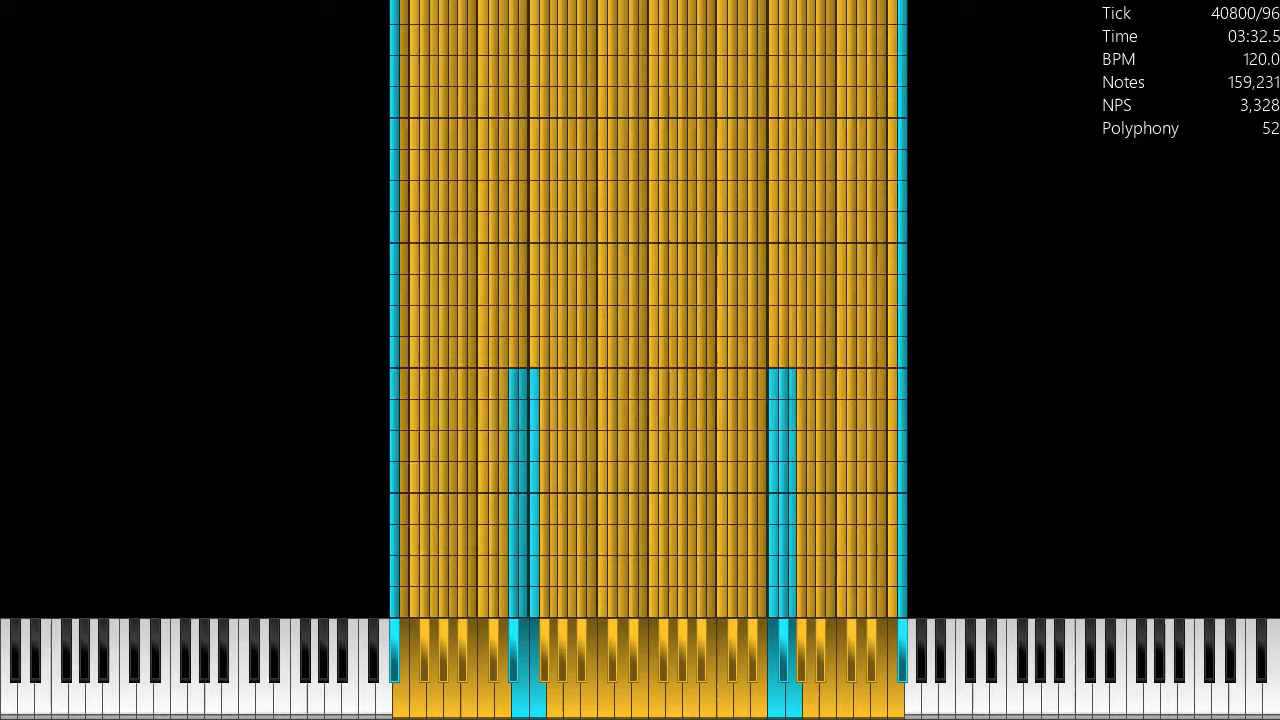 Tick 40800/96
Time 03:32.5
BPM 120.0
Notes 159,231
NPS 3,328
Polyphony 52